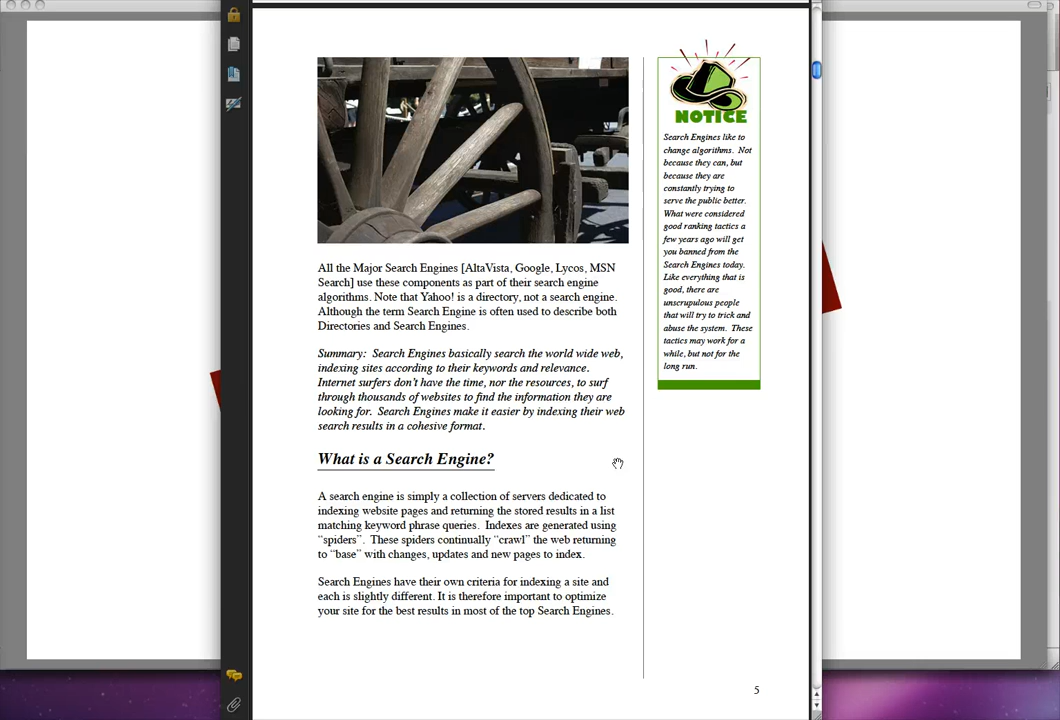 All the Major Search Engines [AltaVista, Google, Lycos, MSN
Search] use these components as part of their search engine
algorithms. Note that Yahoo! is a directory, not a search engine.
Although the term Search Engine is often used to describe both
Directories and Search Engines.
Summary: Search Engines basically search the world wide web,
indexing sites according to their keywords and relevance.
Internet surfers don't have the time, nor the resources, to surf
through thousands of websites to find the information they are
looking for. Search Engines make it easier by indexing their web
search results in a cohesive format.
What is a Search Engine?
A search engine is simply a collection of servers dedicated to
indexing website pages and returning the stored results in a list
matching keyword phrase queries. Indexes are generated using
“spiders”. These spiders continually “crawl” the web returning
to “base” with changes, updates and new pages to index.
Search Engines have their own criteria for indexing a site and
each is slightly different. It is therefore important to optimize
your site for the best results in most of the top Search Engines.
NOTICE
Search Engines like to
change algorithms. Not
because they can, but
because they are
constantly trying to
serve the public better.
What were considered
good ranking tactics a
few years ago will get
you banned from the
Search Engines today.
Like everything that is
good, there are
unscrupulous people
that will try to trick and
abuse the system. These
tactics may work for a
while, but not for the
long run.
5